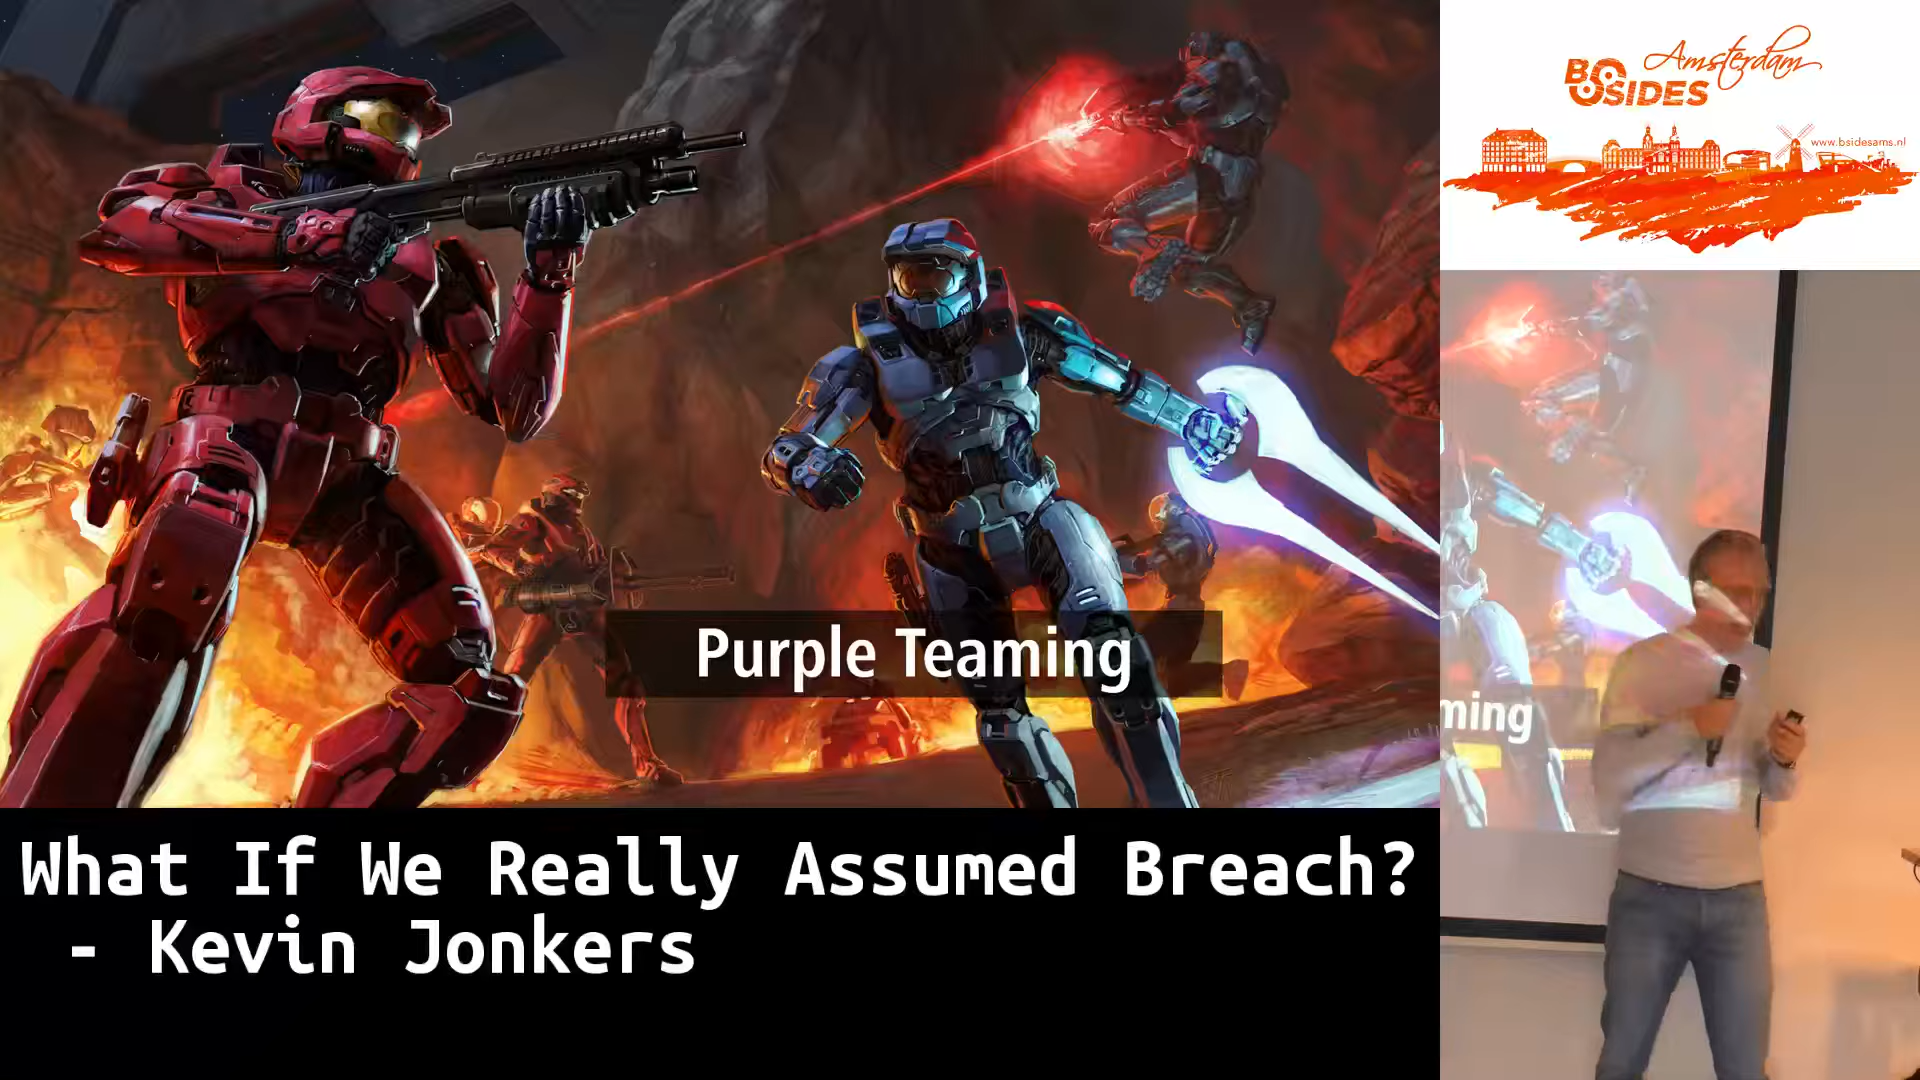 Purple Teaming
What If We Really Assumed Breach?
- Kevin Jonkers
Amsterdam
BSIDES
www.bsidesams.nl
ming